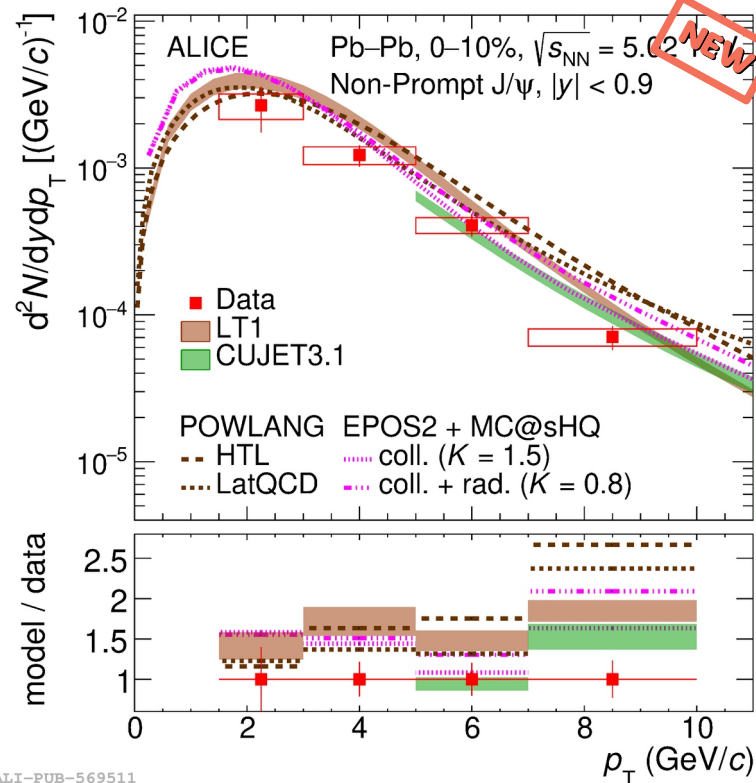 10⁻²
ALICE
Pb–Pb, 0–10%, √s_NN = 5.02
NEW
Non-Prompt J/ψ, |y| < 0.9
d²N/dydp_T [(GeV/c)⁻¹]
10⁻³
Data
LT1
CUJET3.1
10⁻⁴
POWLANG
HTL
LatQCD
EPOS2 + MC@sHQ
coll. (K = 1.5)
coll. + rad. (K = 0.8)
10⁻⁵
model / data
2.5
2
1.5
1
0 2 4 6 8 10
p_T (GeV/c)
ALI-PUB-569511